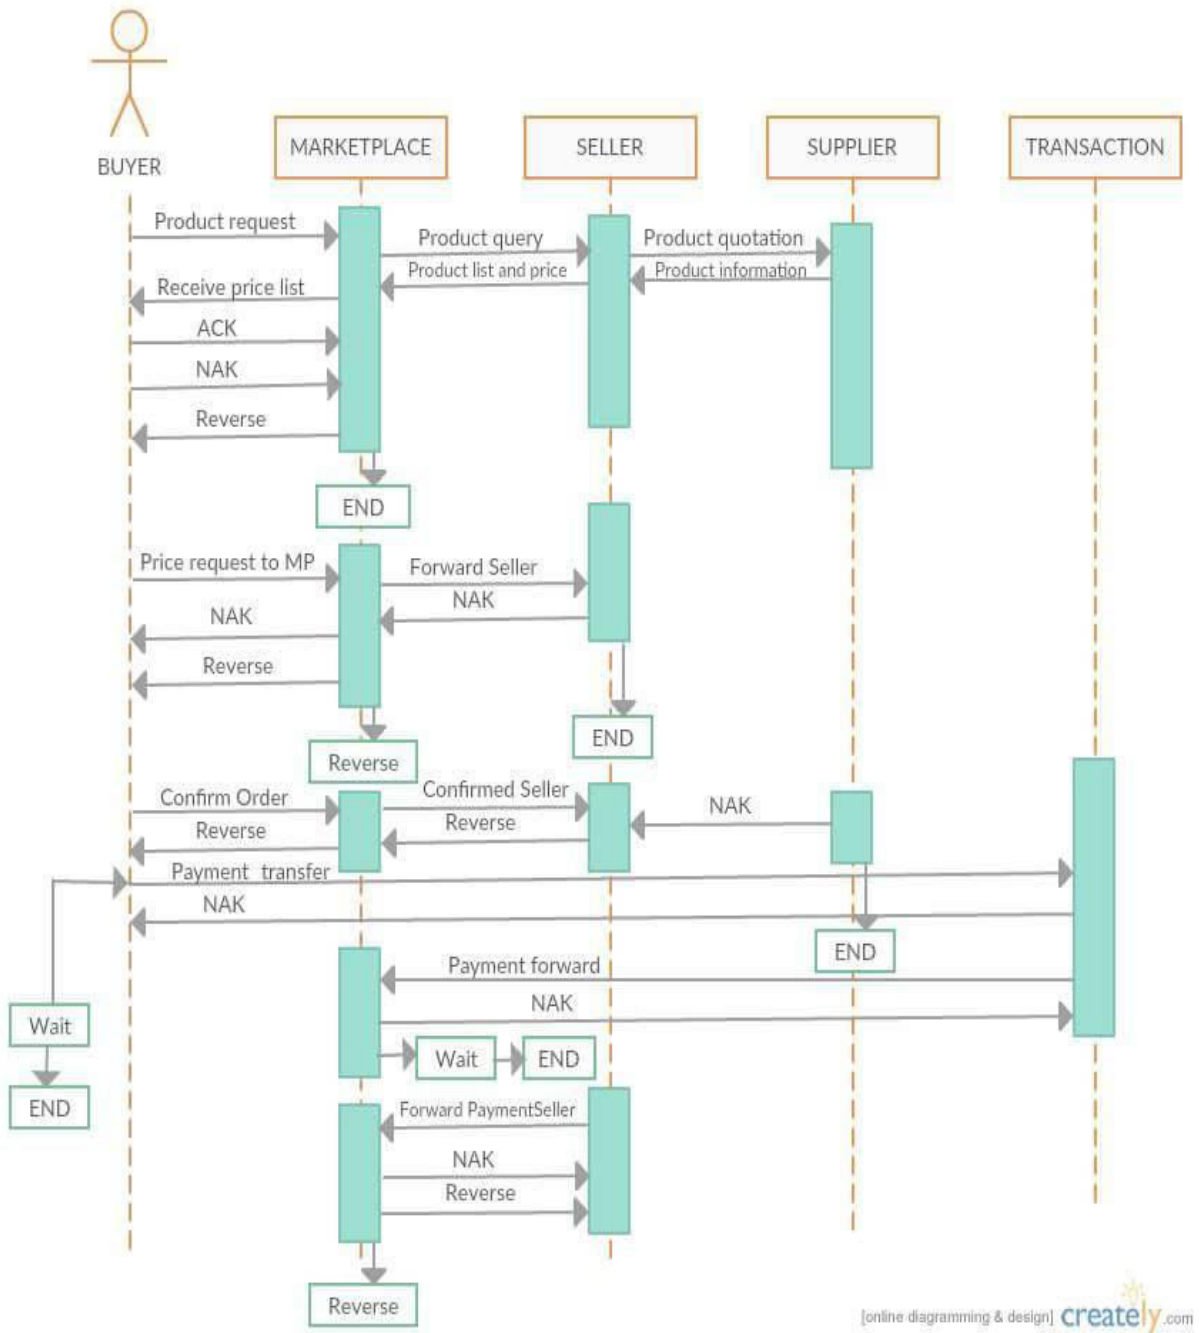 BUYER
MARKETPLACE
SELLER
SUPPLIER
TRANSACTION
Product request
Product query
Product quotation
Product list and price
Product information
Receive price list
ACK
NAK
Reverse
END
Price request to MP
Forward Seller
NAK
NAK
Reverse
END
Reverse
Confirm Order
Confirmed Seller
NAK
Reverse
Reverse
Payment transfer
NAK
END
Payment forward
NAK
Wait
Wait
END
END
Forward PaymentSeller
NAK
Reverse
Reverse
[online diagramming & design] creately.com